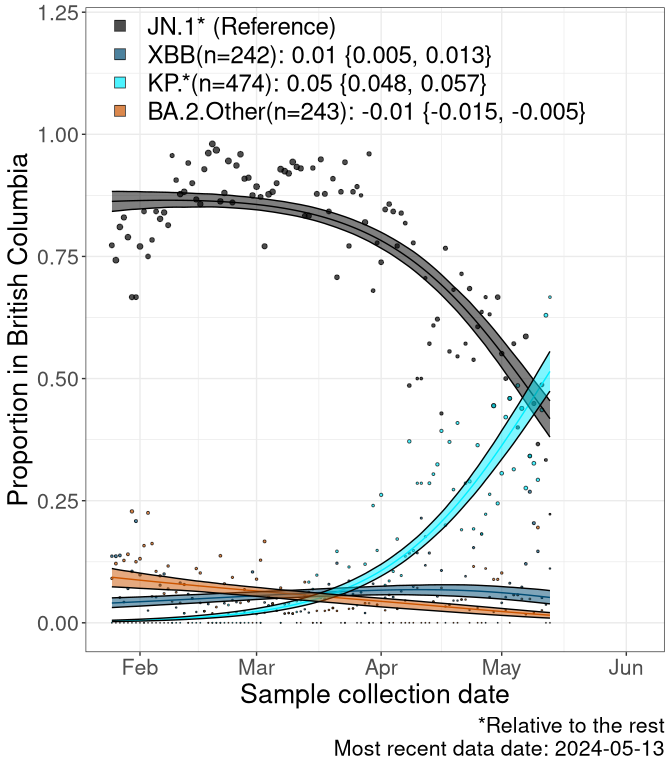 1.25
JN.1* (Reference)
XBB(n=242): 0.01 {0.005, 0.013}
KP.*(n=474): 0.05 {0.048, 0.057}
BA.2.Other(n=243): -0.01 {-0.015, -0.005}
1.00
0.75
0.50
0.25
0.00
Proportion in British Columbia
Feb Mar Apr May Jun
Sample collection date
*Relative to the rest
Most recent data date: 2024-05-13